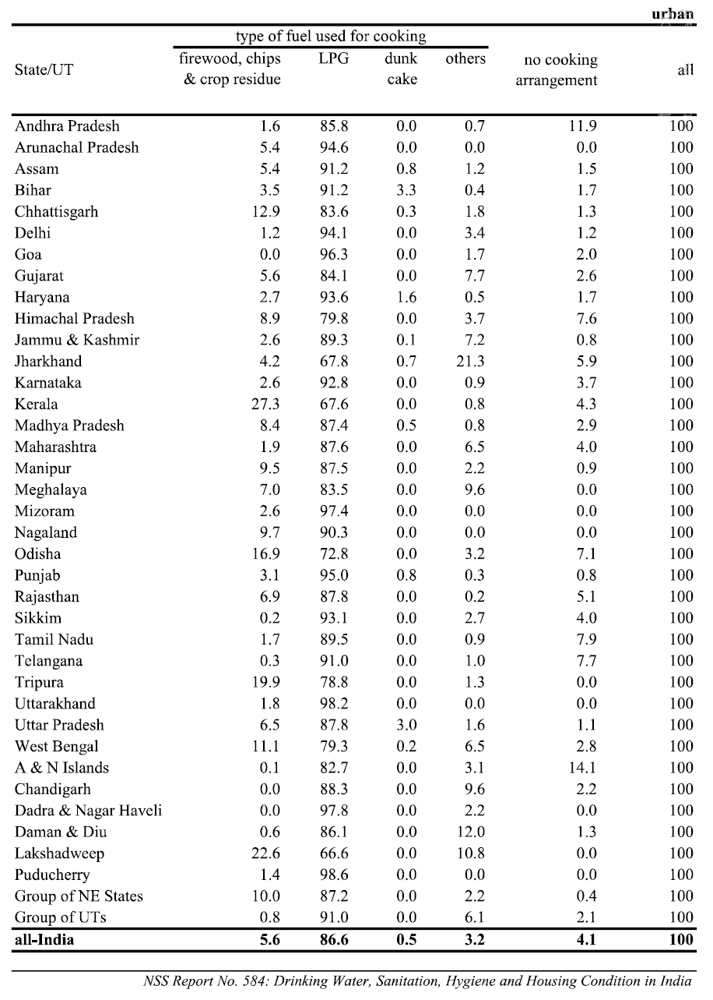 urban
type of fuel used for cooking
State/UT firewood, chips & crop residue LPG dunk cake others no cooking arrangement all
Andhra Pradesh 1.6 85.8 0.0 0.7 11.9 100
Arunachal Pradesh 5.4 94.6 0.0 0.0 0.0 100
Assam 5.4 91.2 0.8 1.2 1.5 100
Bihar 3.5 91.2 3.3 0.4 1.7 100
Chhattisgarh 12.9 83.6 0.3 1.8 1.3 100
Delhi 1.2 94.1 0.0 3.4 1.2 100
Goa 0.0 96.3 0.0 1.7 2.0 100
Gujarat 5.6 84.1 0.0 7.7 2.6 100
Haryana 2.7 93.6 1.6 0.5 1.7 100
Himachal Pradesh 8.9 79.8 0.0 3.7 7.6 100
Jammu & Kashmir 2.6 89.3 0.1 7.2 0.8 100
Jharkhand 4.2 67.8 0.7 21.3 5.9 100
Karnataka 2.6 92.8 0.0 0.9 3.7 100
Kerala 27.3 67.6 0.0 0.8 4.3 100
Madhya Pradesh 8.4 87.4 0.5 0.8 2.9 100
Maharashtra 1.9 87.6 0.0 6.5 4.0 100
Manipur 9.5 87.5 0.0 2.2 0.9 100
Meghalaya 7.0 83.5 0.0 9.6 0.0 100
Mizoram 2.6 97.4 0.0 0.0 0.0 100
Nagaland 9.7 90.3 0.0 0.0 0.0 100
Odisha 16.9 72.8 0.0 3.2 7.1 100
Punjab 3.1 95.0 0.8 0.3 0.8 100
Rajasthan 6.9 87.8 0.0 0.2 5.1 100
Sikkim 0.2 93.1 0.0 2.7 4.0 100
Tamil Nadu 1.7 89.5 0.0 0.9 7.9 100
Telangana 0.3 91.0 0.0 1.0 7.7 100
Tripura 19.9 78.8 0.0 1.3 0.0 100
Uttarakhand 1.8 98.2 0.0 0.0 0.0 100
Uttar Pradesh 6.5 87.8 3.0 1.6 1.1 100
West Bengal 11.1 79.3 0.2 6.5 2.8 100
A & N Islands 0.1 82.7 0.0 3.1 14.1 100
Chandigarh 0.0 88.3 0.0 9.6 2.2 100
Dadra & Nagar Haveli 0.0 97.8 0.0 2.2 0.0 100
Daman & Diu 0.6 86.1 0.0 12.0 1.3 100
Lakshadweep 22.6 66.6 0.0 10.8 0.0 100
Puducherry 1.4 98.6 0.0 0.0 0.0 100
Group of NE States 10.0 87.2 0.0 2.2 0.4 100
Group of UTs 0.8 91.0 0.0 6.1 2.1 100
all-India 5.6 86.6 0.5 3.2 4.1 100
NSS Report No. 584: Drinking Water, Sanitation, Hygiene and Housing Condition in India